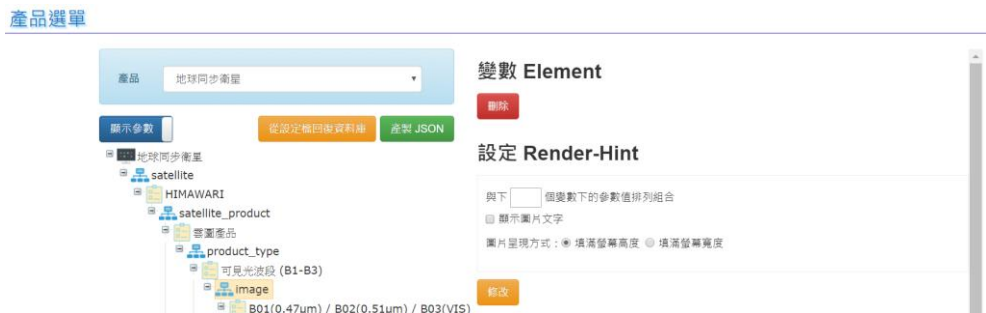 產品選單
產品 地球同步衛星
顯示參數 從設定檔回復資料庫 產製 JSON
地球同步衛星
satellite
HIMAWARI
satellite_product
雲圖產品
product_type
可見光波段 (B1-B3)
image
B01(0.47um) / B02(0.51um) / B03(VIS)
變數 Element
刪除
設定 Render-Hint
與下 個變數下的參數值排列組合
顯示圖片文字
圖片呈現方式：填滿螢幕高度 填滿螢幕寬度
修改